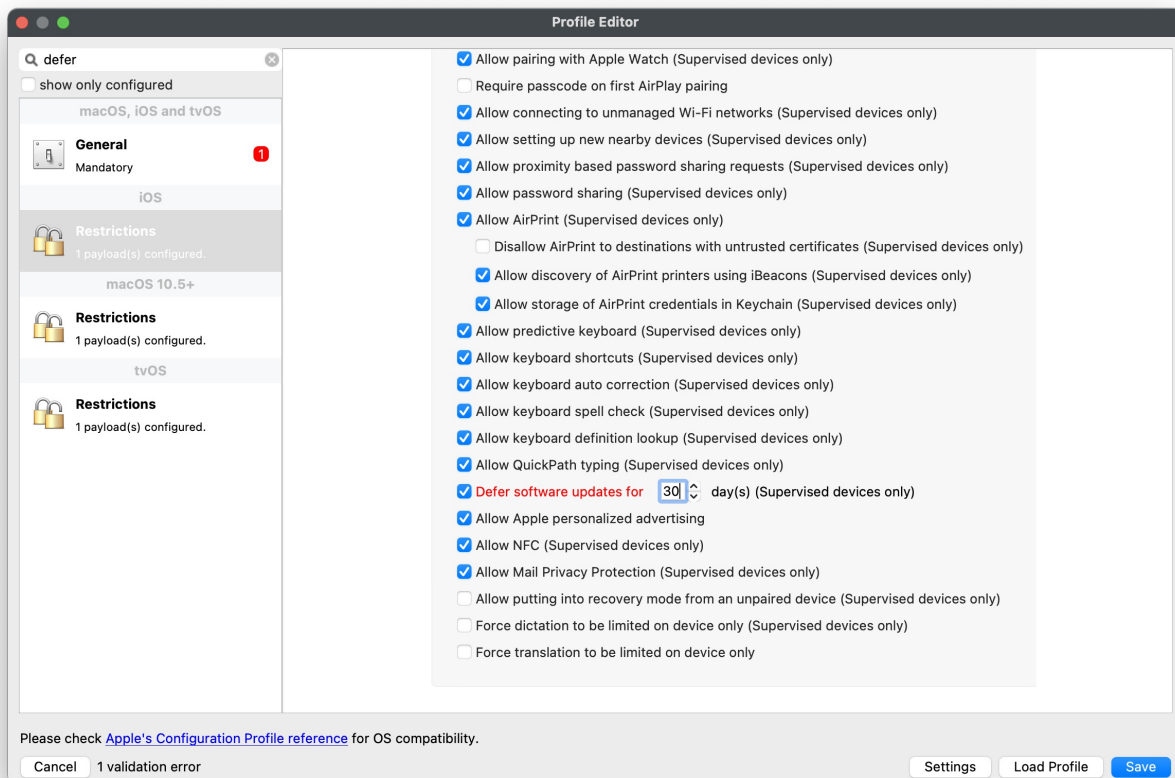 Profile Editor
defer
show only configured
macOS, iOS and tvOS
General
Mandatory
1
iOS
Restrictions
1 payload(s) configured.
macOS 10.5+
Restrictions
1 payload(s) configured.
tvOS
Restrictions
1 payload(s) configured.
Allow pairing with Apple Watch (Supervised devices only)
Require passcode on first AirPlay pairing
Allow connecting to unmanaged Wi-Fi networks (Supervised devices only)
Allow setting up new nearby devices (Supervised devices only)
Allow proximity based password sharing requests (Supervised devices only)
Allow password sharing (Supervised devices only)
Allow AirPrint (Supervised devices only)
Disallow AirPrint to destinations with untrusted certificates (Supervised devices only)
Allow discovery of AirPrint printers using iBeacons (Supervised devices only)
Allow storage of AirPrint credentials in Keychain (Supervised devices only)
Allow predictive keyboard (Supervised devices only)
Allow keyboard shortcuts (Supervised devices only)
Allow keyboard auto correction (Supervised devices only)
Allow keyboard spell check (Supervised devices only)
Allow keyboard definition lookup (Supervised devices only)
Allow QuickPath typing (Supervised devices only)
Defer software updates for 30 day(s) (Supervised devices only)
Allow Apple personalized advertising
Allow NFC (Supervised devices only)
Allow Mail Privacy Protection (Supervised devices only)
Allow putting into recovery mode from an unpaired device (Supervised devices only)
Force dictation to be limited on device only (Supervised devices only)
Force translation to be limited on device only
Please check Apple's Configuration Profile reference for OS compatibility.
Cancel 1 validation error Settings Load Profile Save